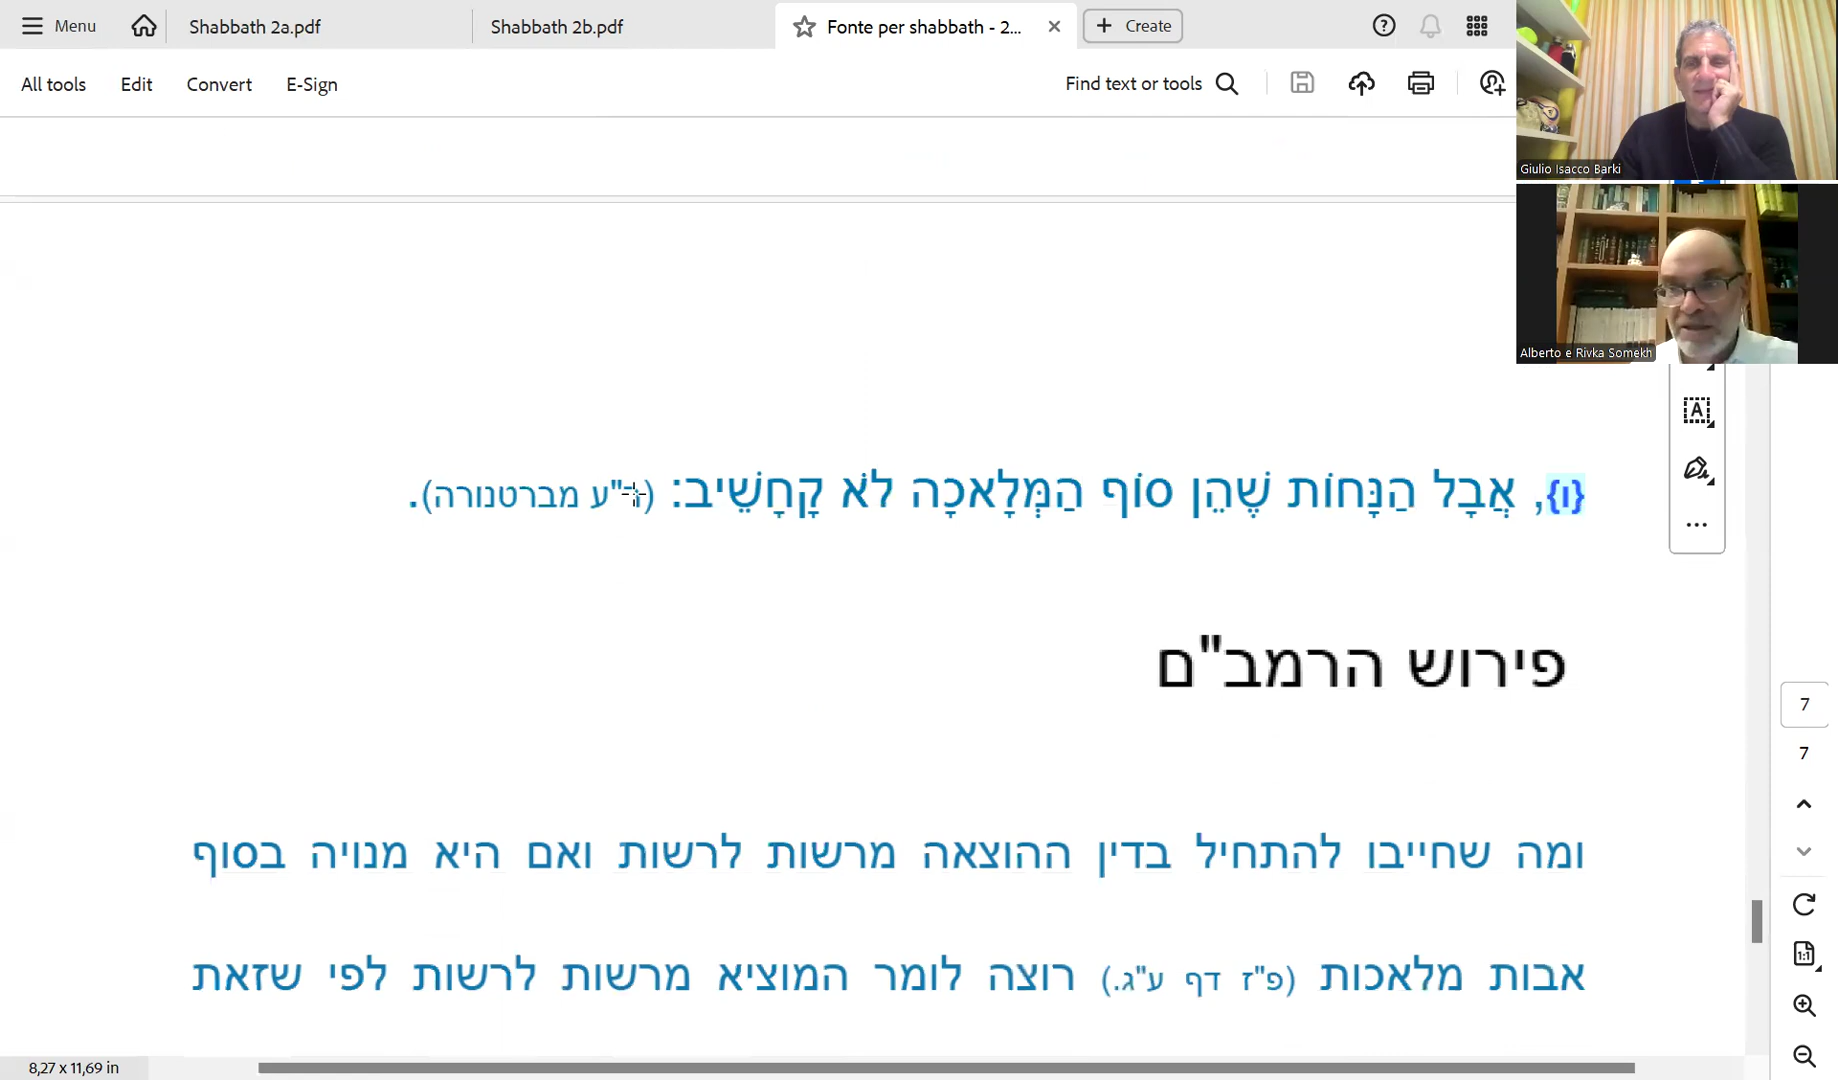 Menu
Shabbath 2a.pdf
Shabbath 2b.pdf
Fonte per shabbath - 2...
Create
All tools
Edit
Convert
E-Sign
Find text or tools
Giulio Isacco Barki
Alberto e Rivka Somekh
{ו}, אֲבָל הַנָּחוֹת שֶׁהֵן סוֹף הַמְּלָאכָה לֹא קָחָשֵׁיב: (ר"ע מברטנורה).
פירוש הרמב"ם
ומה שחייבו להתחיל בדין ההוצאה מרשות לרשות ואם היא מנויה בסוף
אבות מלאכות (פ"ז דף ע"ג.) רוצה לומר המוציא מרשות לרשות לפי שזאת
7
7
1:1
8,27 x 11,69 in